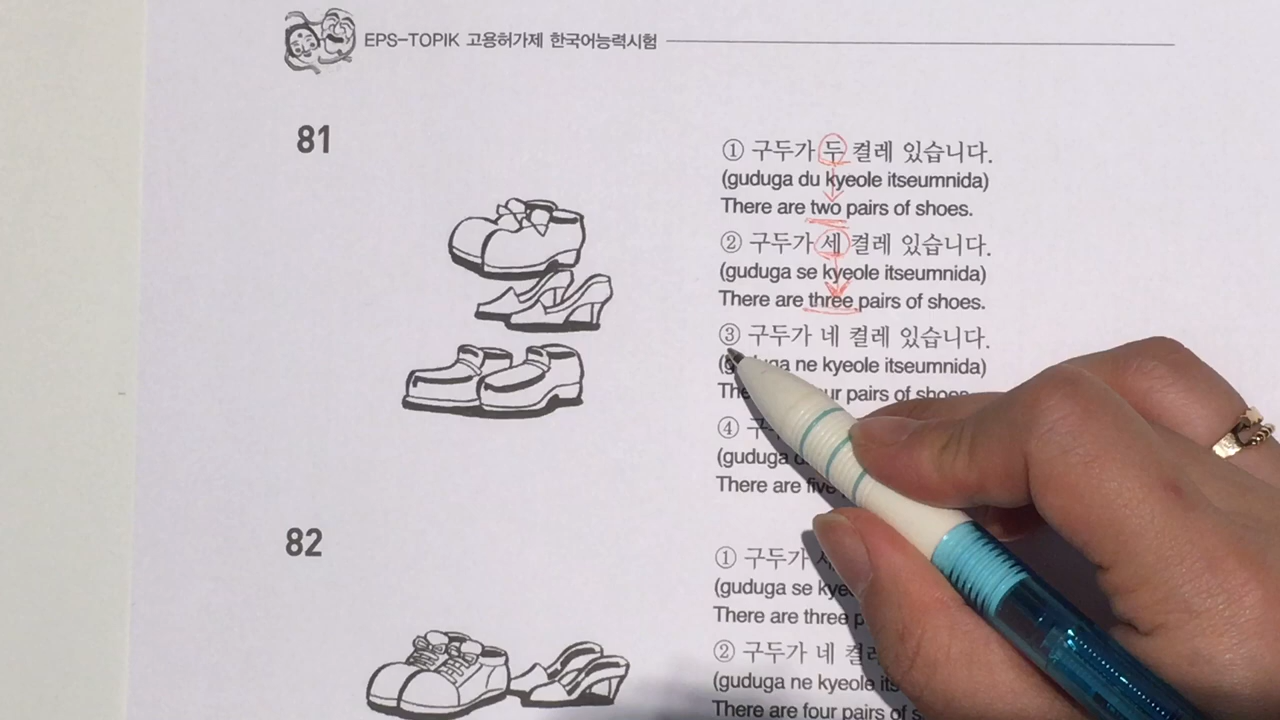 EPS-TOPIK 고용허가제 한국어능력시험
81
① 구두가 두 켤레 있습니다.
(guduga du kyeole itseumnida)
There are two pairs of shoes.
② 구두가 세 켤레 있습니다.
(guduga se kyeole itseumnida)
There are three pairs of shoes.
③ 구두가 네 켤레 있습니다.
ne kyeole itseumnida)
pairs of shoes
④
(guduga
There are five
82
① 구두가
(guduga se
There are three
② 구두가 네
(guduga ne kyeole
There are four pairs of